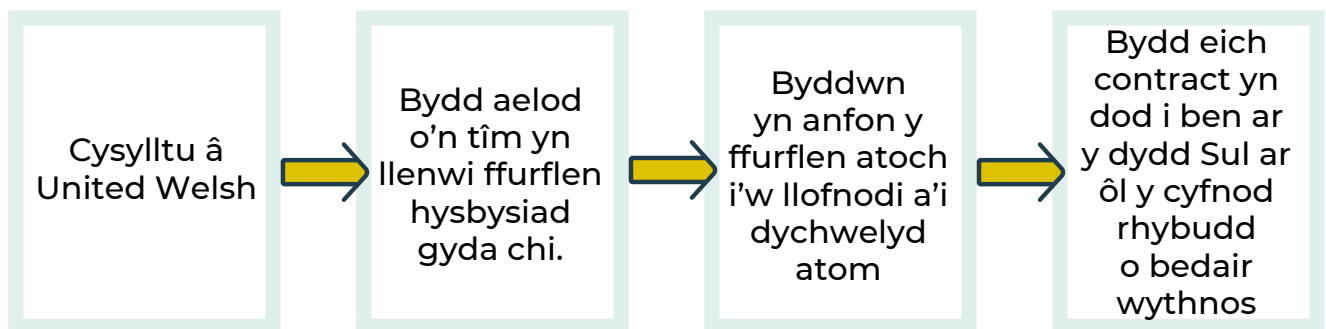 Cysylltu â
United Welsh
Bydd aelod
o'n tîm yn
llenwi ffurflen
hysbysiad
gyda chi.
Byddwn
yn anfon y
ffurflen atoch
i'w llofnodi a'i
dychwelyd
atom
Bydd eich
contract yn
dod i ben ar
y dydd Sul ar
ôl y cyfnod
rhybudd
o bedair
wythnos